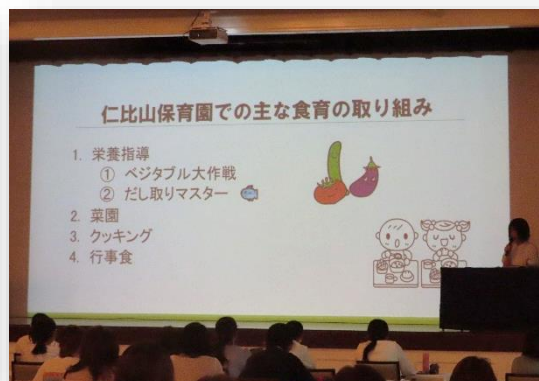 仁比山保育園での主な食育の取り組み
1. 栄養指導
① ベジタブル大作戦
② だし取りマスター
2. 菜園
3. クッキング
4. 行事食